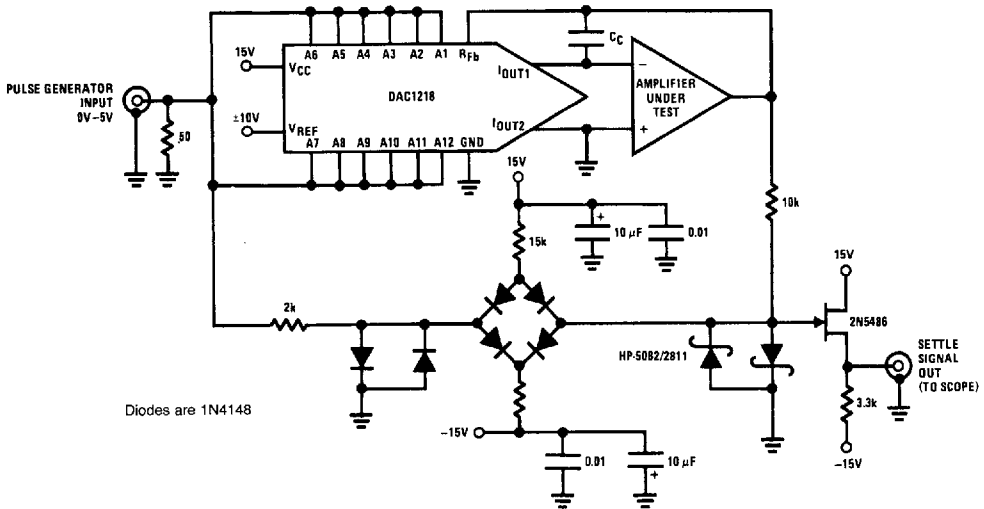 A6 A5 A4 A3 A2 A1 RFb
CC
15V
VCC
IOUT1
−
AMPLIFIER
UNDER
TEST
+
DAC1218
PULSE GENERATOR
INPUT
0V–5V
50
±10V
VREF
IOUT2
A7 A8 A9 A10 A11 A12 GND
15V
+
10 μF
0.01
15k
10k
15V
2k
2N5486
HP-5082/2811
SETTLE
SIGNAL
OUT
(TO SCOPE)
3.3k
Diodes are 1N4148
−15V
0.01
10 μF
+
−15V